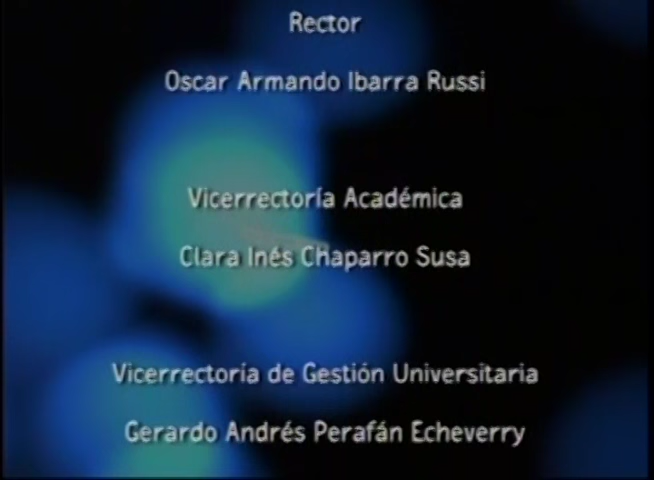 Rector
Oscar Armando Ibarra Russi
Vicerrectoría Académica
Clara Inés Chaparro Susa
Vicerrectoría de Gestión Universitaria
Gerardo Andrés Perafán Echeverry